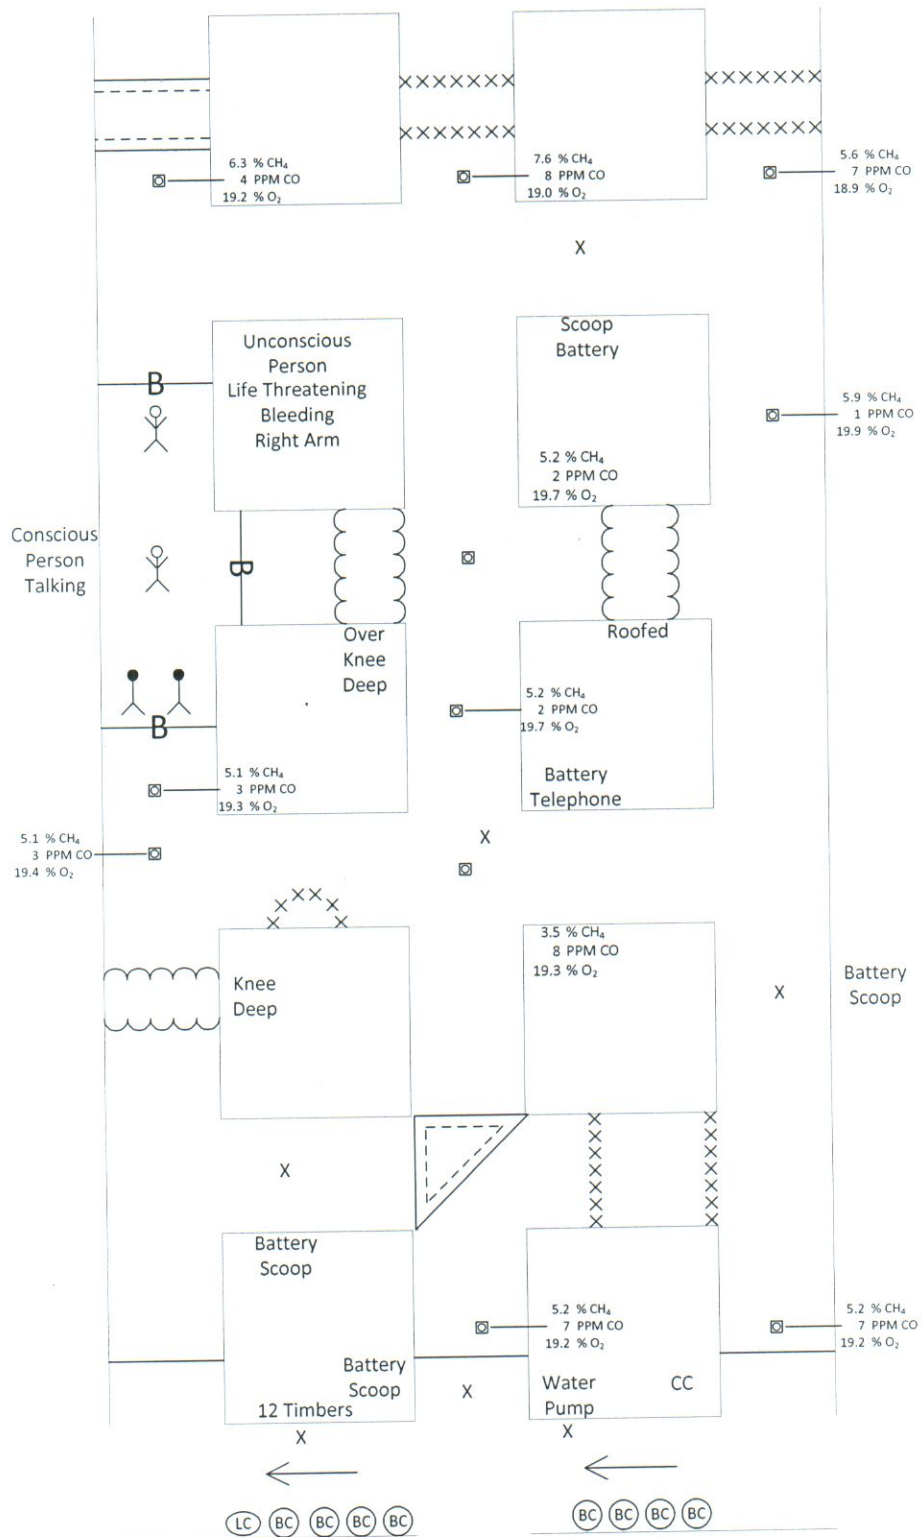 6.3 % CH₄
4 PPM CO
19.2 % O₂
7.6 % CH₄
8 PPM CO
19.0 % O₂
5.6 % CH₄
7 PPM CO
18.9 % O₂
X
Unconscious
Person
Life Threatening
Bleeding
Right Arm
B
Scoop
Battery
5.2 % CH₄
2 PPM CO
19.7 % O₂
5.9 % CH₄
1 PPM CO
19.9 % O₂
Conscious
Person
Talking
B
Over
Knee
Deep
Roofed
B
5.2 % CH₄
2 PPM CO
19.7 % O₂
Battery
Telephone
5.1 % CH₄
3 PPM CO
19.3 % O₂
5.1 % CH₄
3 PPM CO
19.4 % O₂
X
Knee
Deep
3.5 % CH₄
8 PPM CO
19.3 % O₂
X
Battery
Scoop
X
Battery
Scoop
Battery
Scoop
12 Timbers
X
5.2 % CH₄
7 PPM CO
19.2 % O₂
X
Water
Pump
CC
X
5.2 % CH₄
7 PPM CO
19.2 % O₂
LC BC BC BC BC
BC BC BC BC